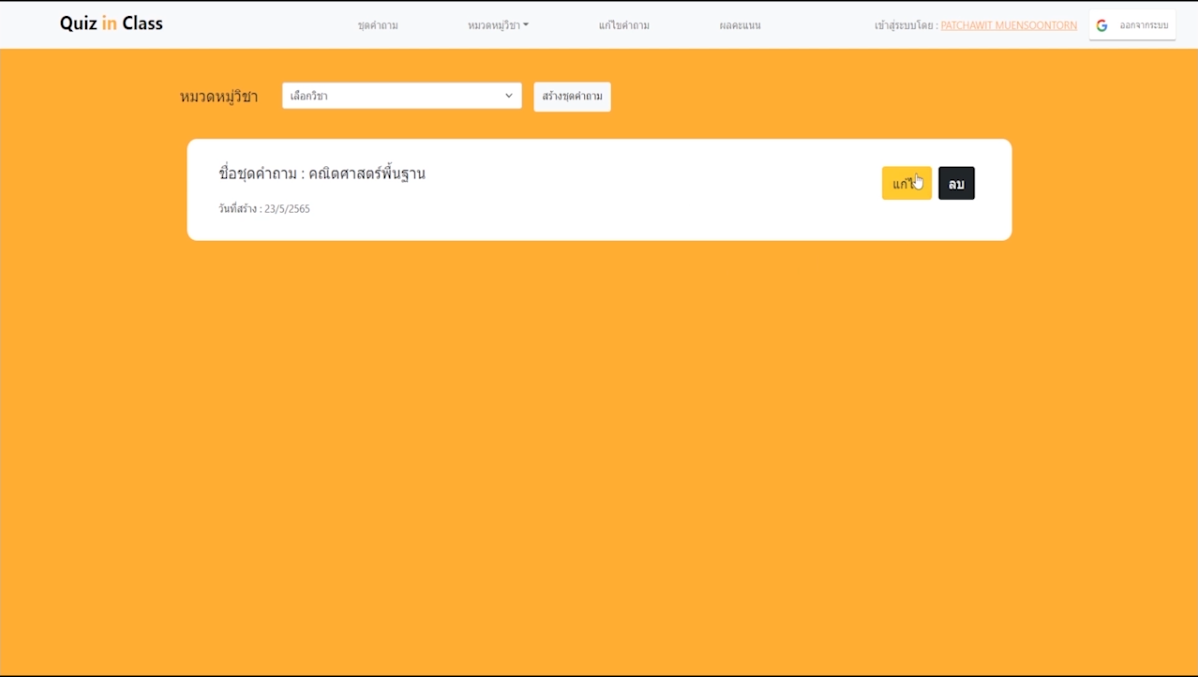 Quiz in Class ชุดคำถาม หมวดหมู่วิชา แก้ไขคำถาม ผลคะแนน เข้าสู่ระบบโดย : PATCHAWIT MUENSOONTORN ออกจากระบบ
หมวดหมู่วิชา เลือกวิชา สร้างชุดคำถาม
ชื่อชุดคำถาม : คณิตศาสตร์พื้นฐาน แก้ไข ลบ
วันที่สร้าง : 23/5/2565